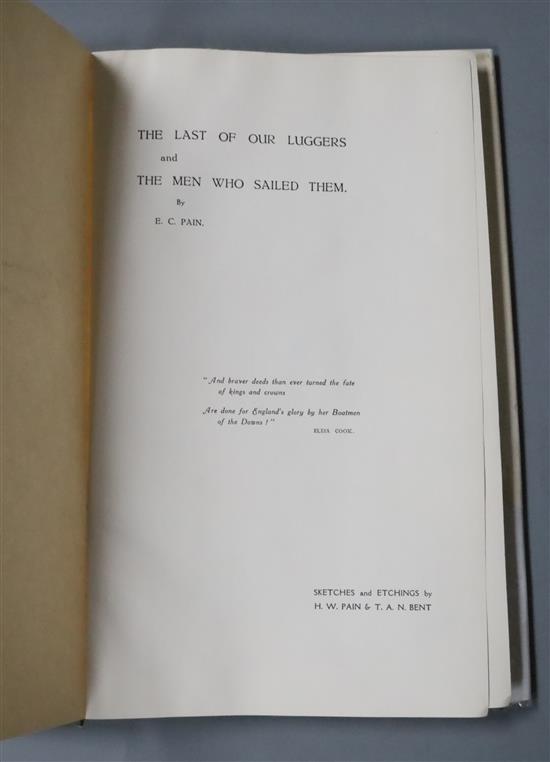 THE LAST OF OUR LUGGERS
and
THE MEN WHO SAILED THEM.
By
E. C. PAIN.
"And braver deeds than ever turned the fate
of kings and crowns
Are done for England's glory by her Boatmen
of the Downs !"
ELIZA COOK.
SKETCHES and ETCHINGS by
H. W. PAIN & T. A. N. BENT